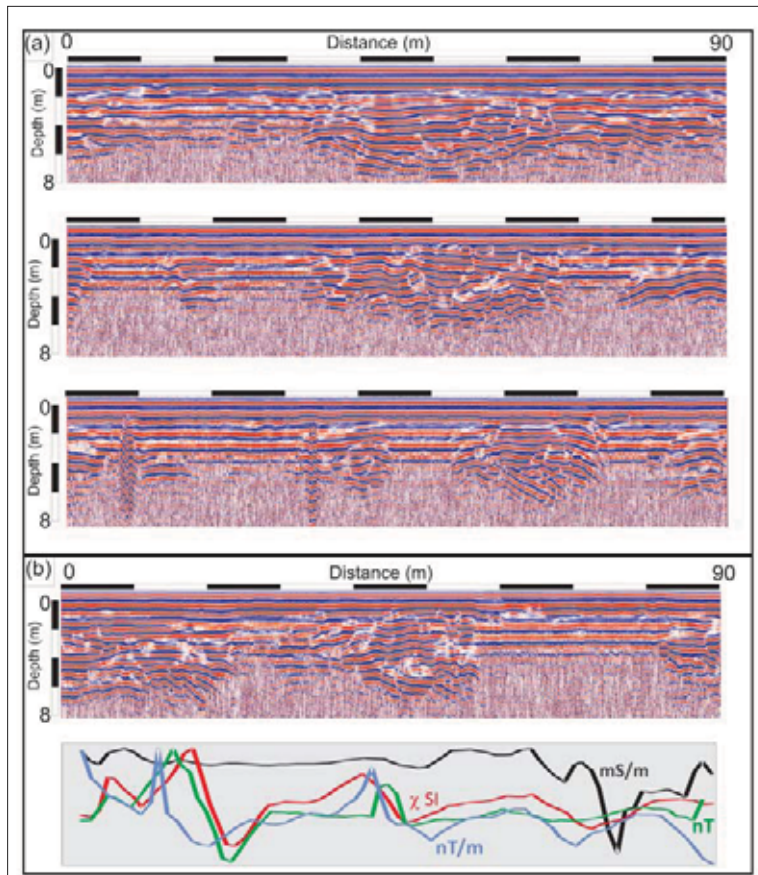 (a) 0 Distance (m) 90
0
Depth (m)
8
0
Depth (m)
8
0
Depth (m)
8
(b) 0 Distance (m) 90
0
Depth (m)
8
mS/m
χ SI
nT
nT/m